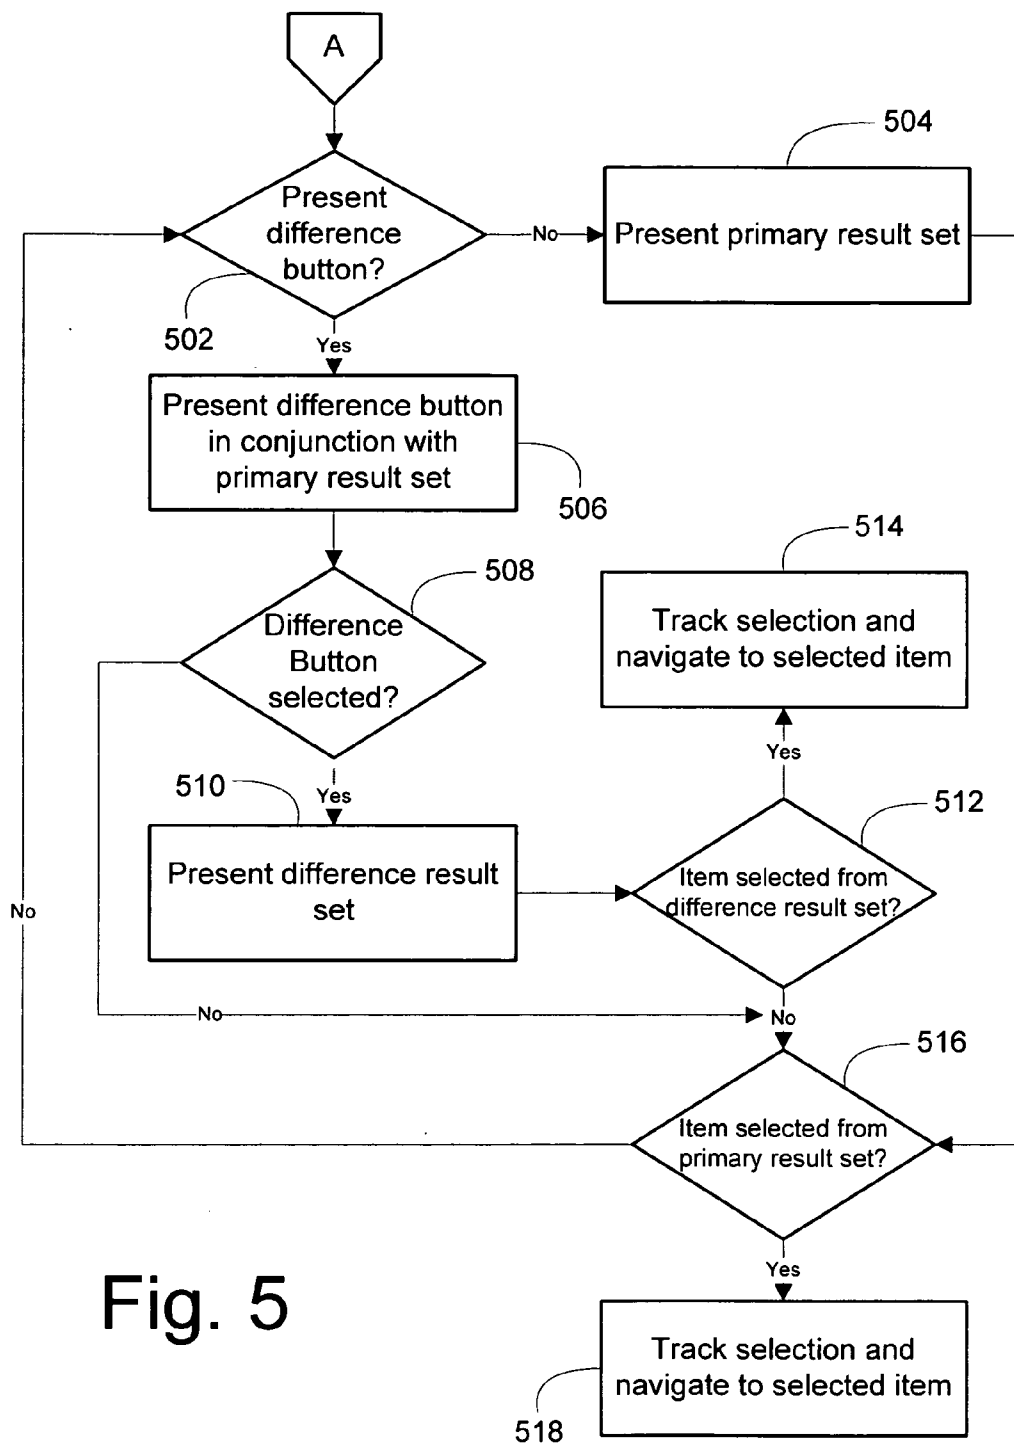 A
504
Present
difference
button?
No
Present primary result set
502
Yes
Present difference button
in conjunction with
primary result set
506
514
508
Difference
Button
selected?
Track selection and
navigate to selected item
Yes
510
Yes
512
Present difference result
set
Item selected from
difference result set?
No
No
No
516
Item selected from
primary result set?
Yes
Fig. 5
Track selection and
navigate to selected item
518